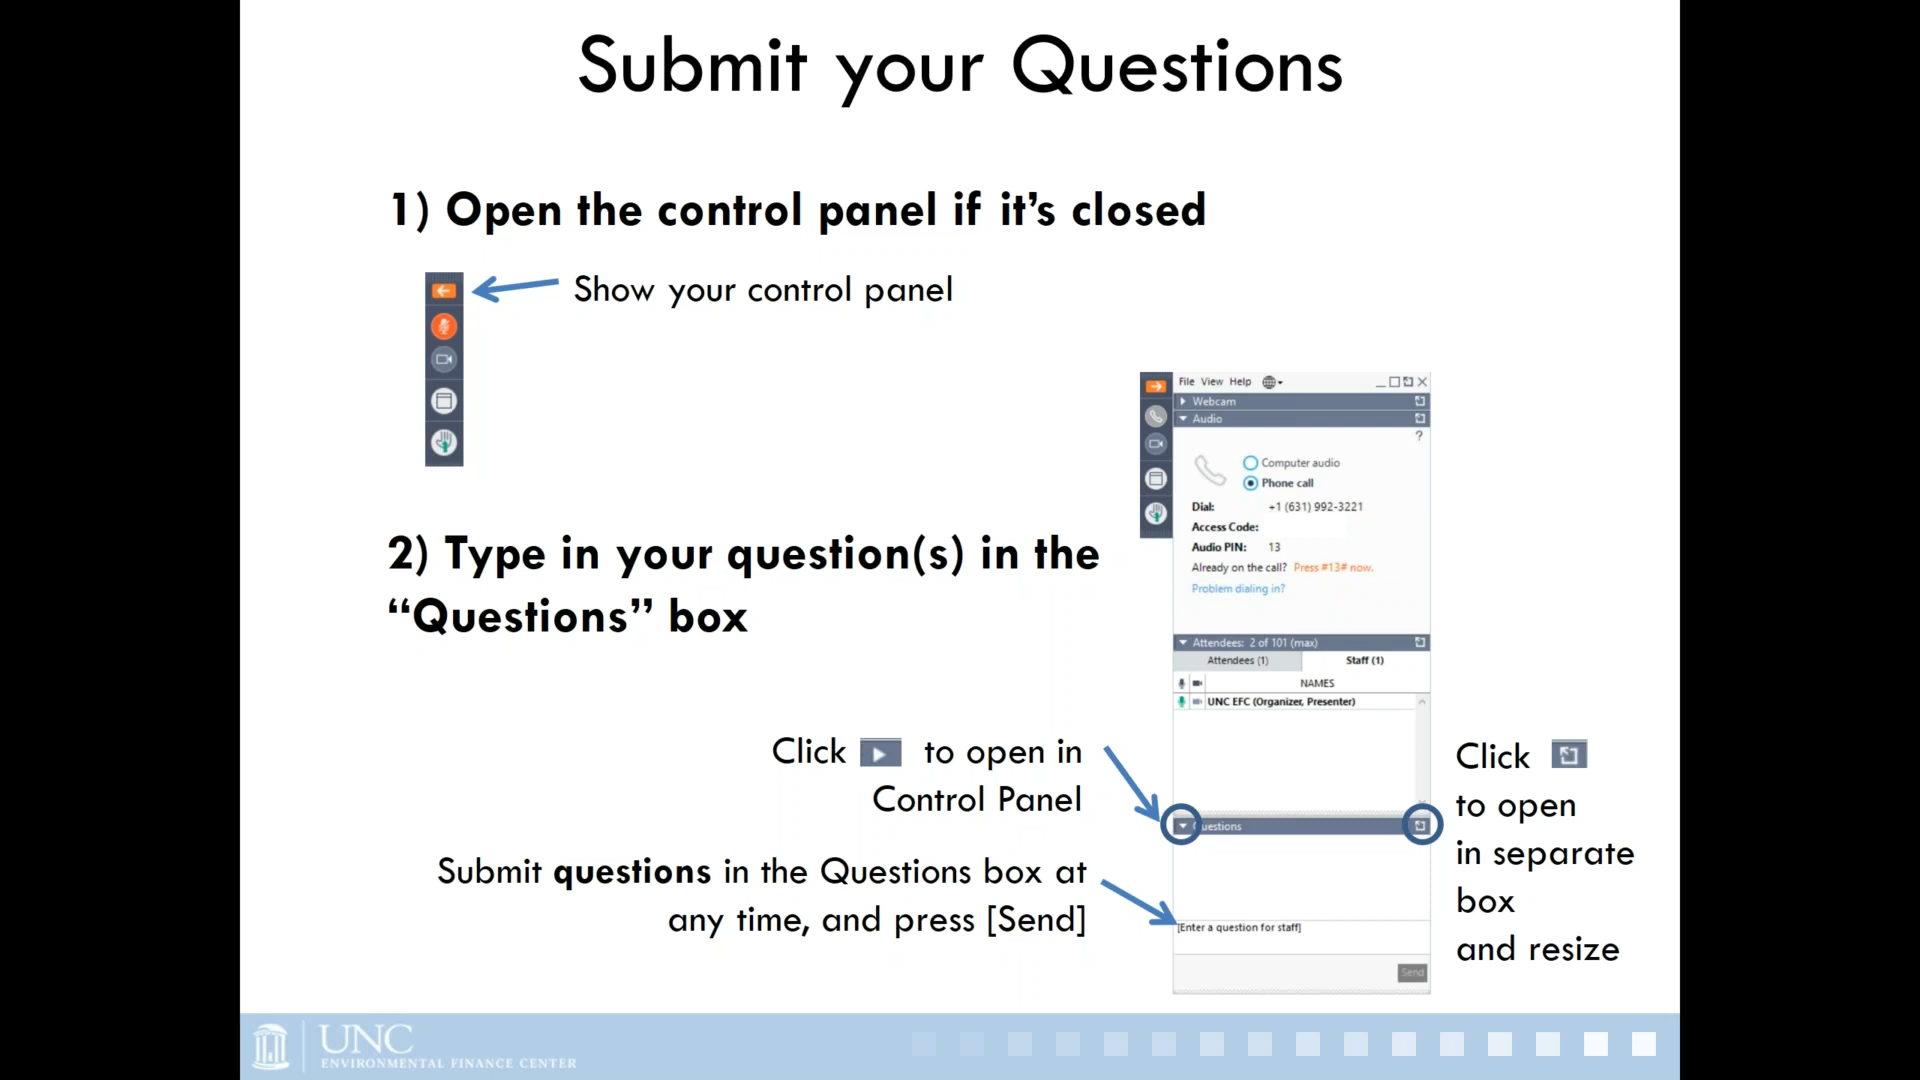 Submit your Questions
1) Open the control panel if it’s closed
Show your control panel
2) Type in your question(s) in the
“Questions” box
Click to open in
Control Panel
Submit questions in the Questions box at
any time, and press [Send]
File View Help
Webcam
Audio
?
Computer audio
Phone call
Dial: +1 (631) 992-3221
Access Code:
Audio PIN: 13
Already on the call? Press #13# now.
Problem dialing in?
Attendees: 2 of 101 (max)
Attendees (1) Staff (1)
NAMES
UNC EFC (Organizer, Presenter)
Questions
[Enter a question for staff]
Send
Click
to open
in separate
box
and resize
UNC
ENVIRONMENTAL FINANCE CENTER